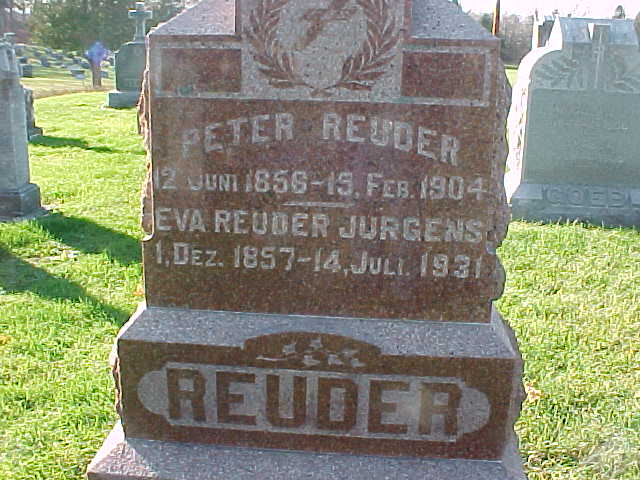 PETER REUDER
12 JUNI 1856-15, FEB. 1904
EVA REUDER JURGENS
1, DEZ. 1857-14, JULI. 1931
REUDER